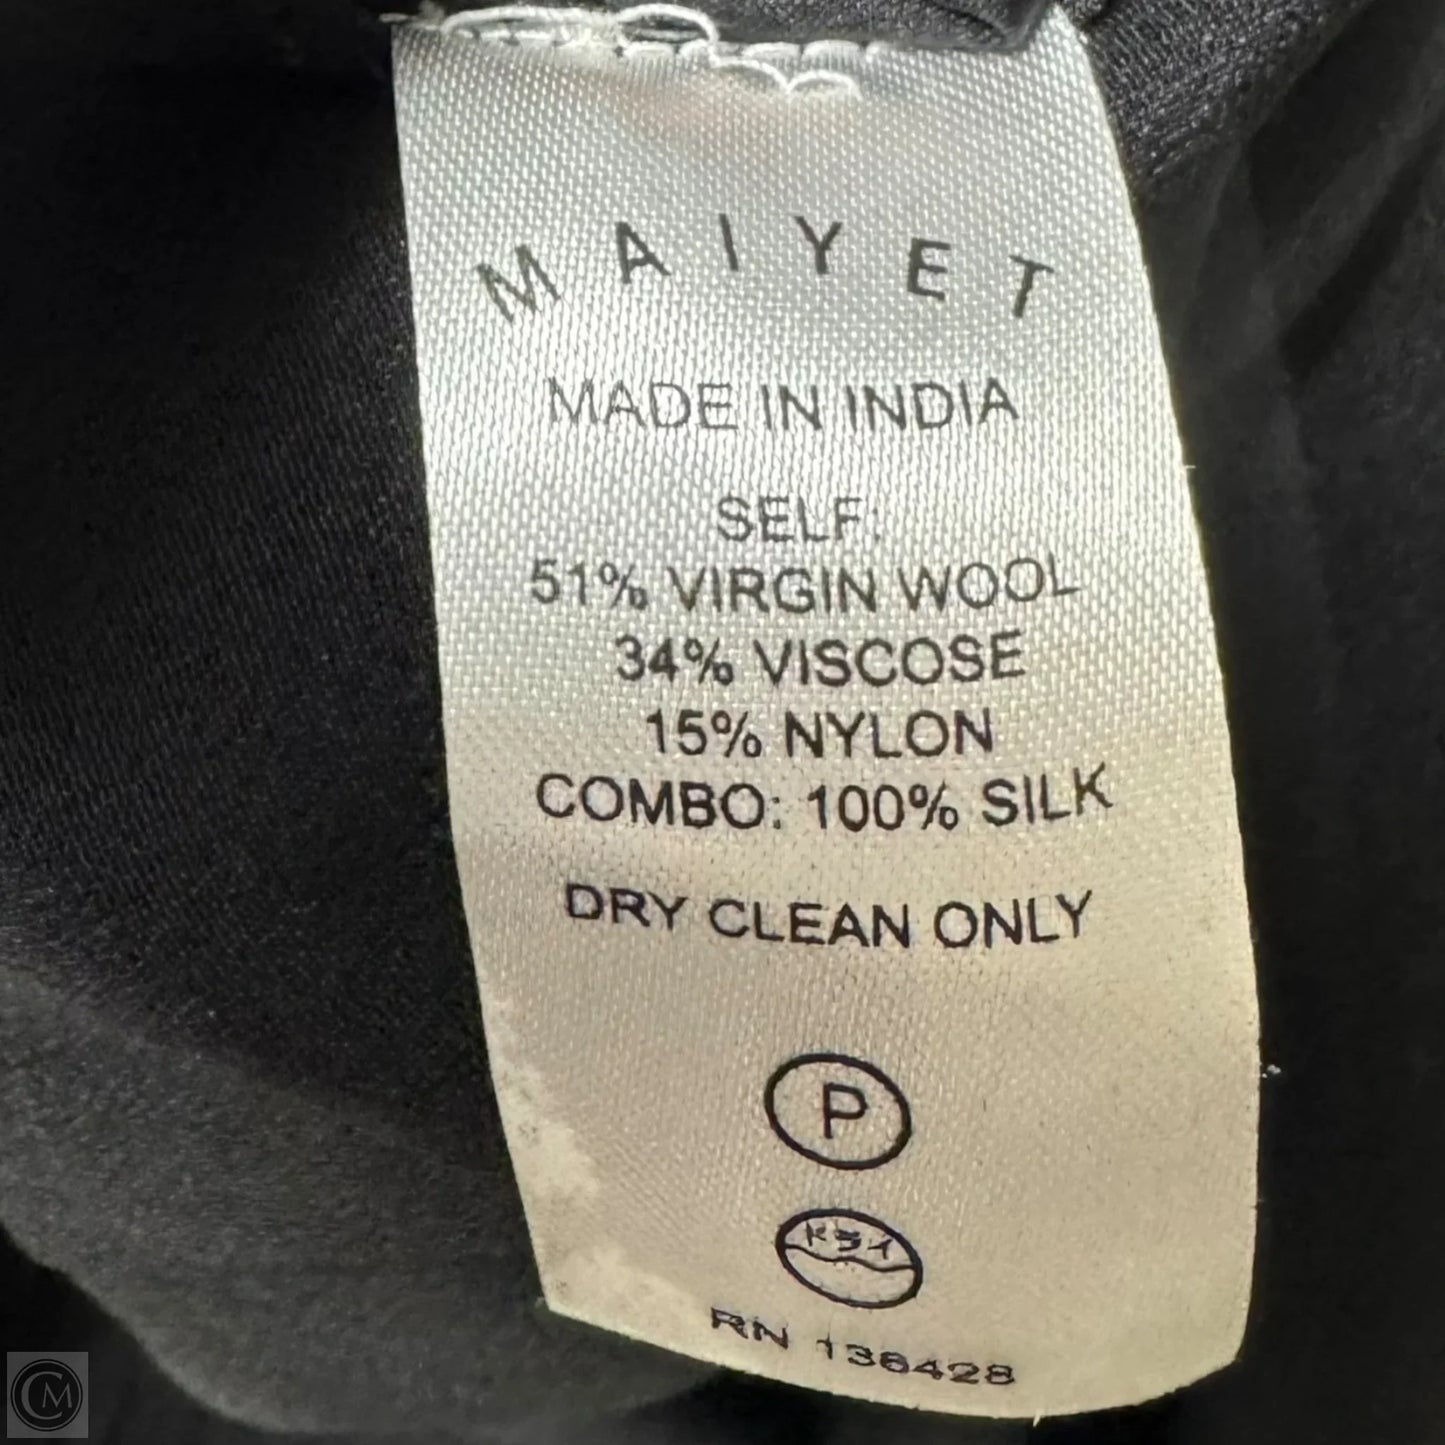 MAIYET
MADE IN INDIA
SELF:
51% VIRGIN WOOL
34% VISCOSE
15% NYLON
COMBO: 100% SILK
DRY CLEAN ONLY
P
ドライ
RN 136428
CM